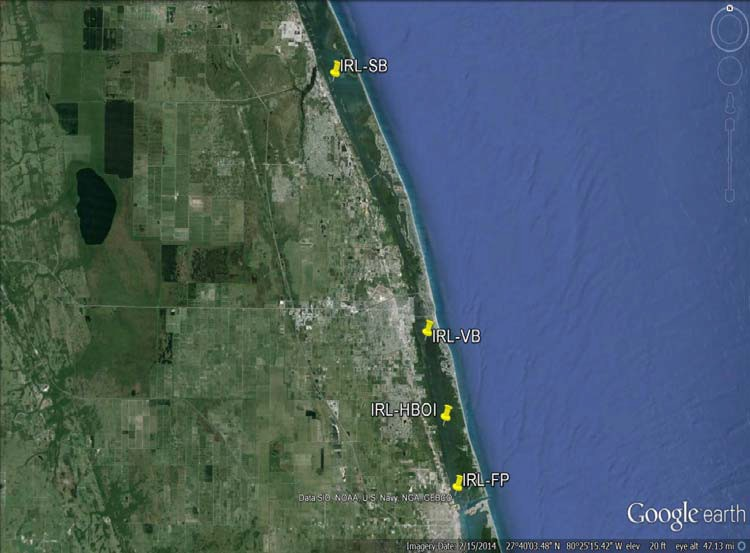 N
IRL-SB
IRL-VB
IRL-HBOI
IRL-FP
Data SIO, NOAA, U.S. Navy, NGA, GEBCO
Google earth
Imagery Date: 2/15/2014 27°40'03.48" N 80°25'15.42" W elev 20 ft eye alt 47.13 mi